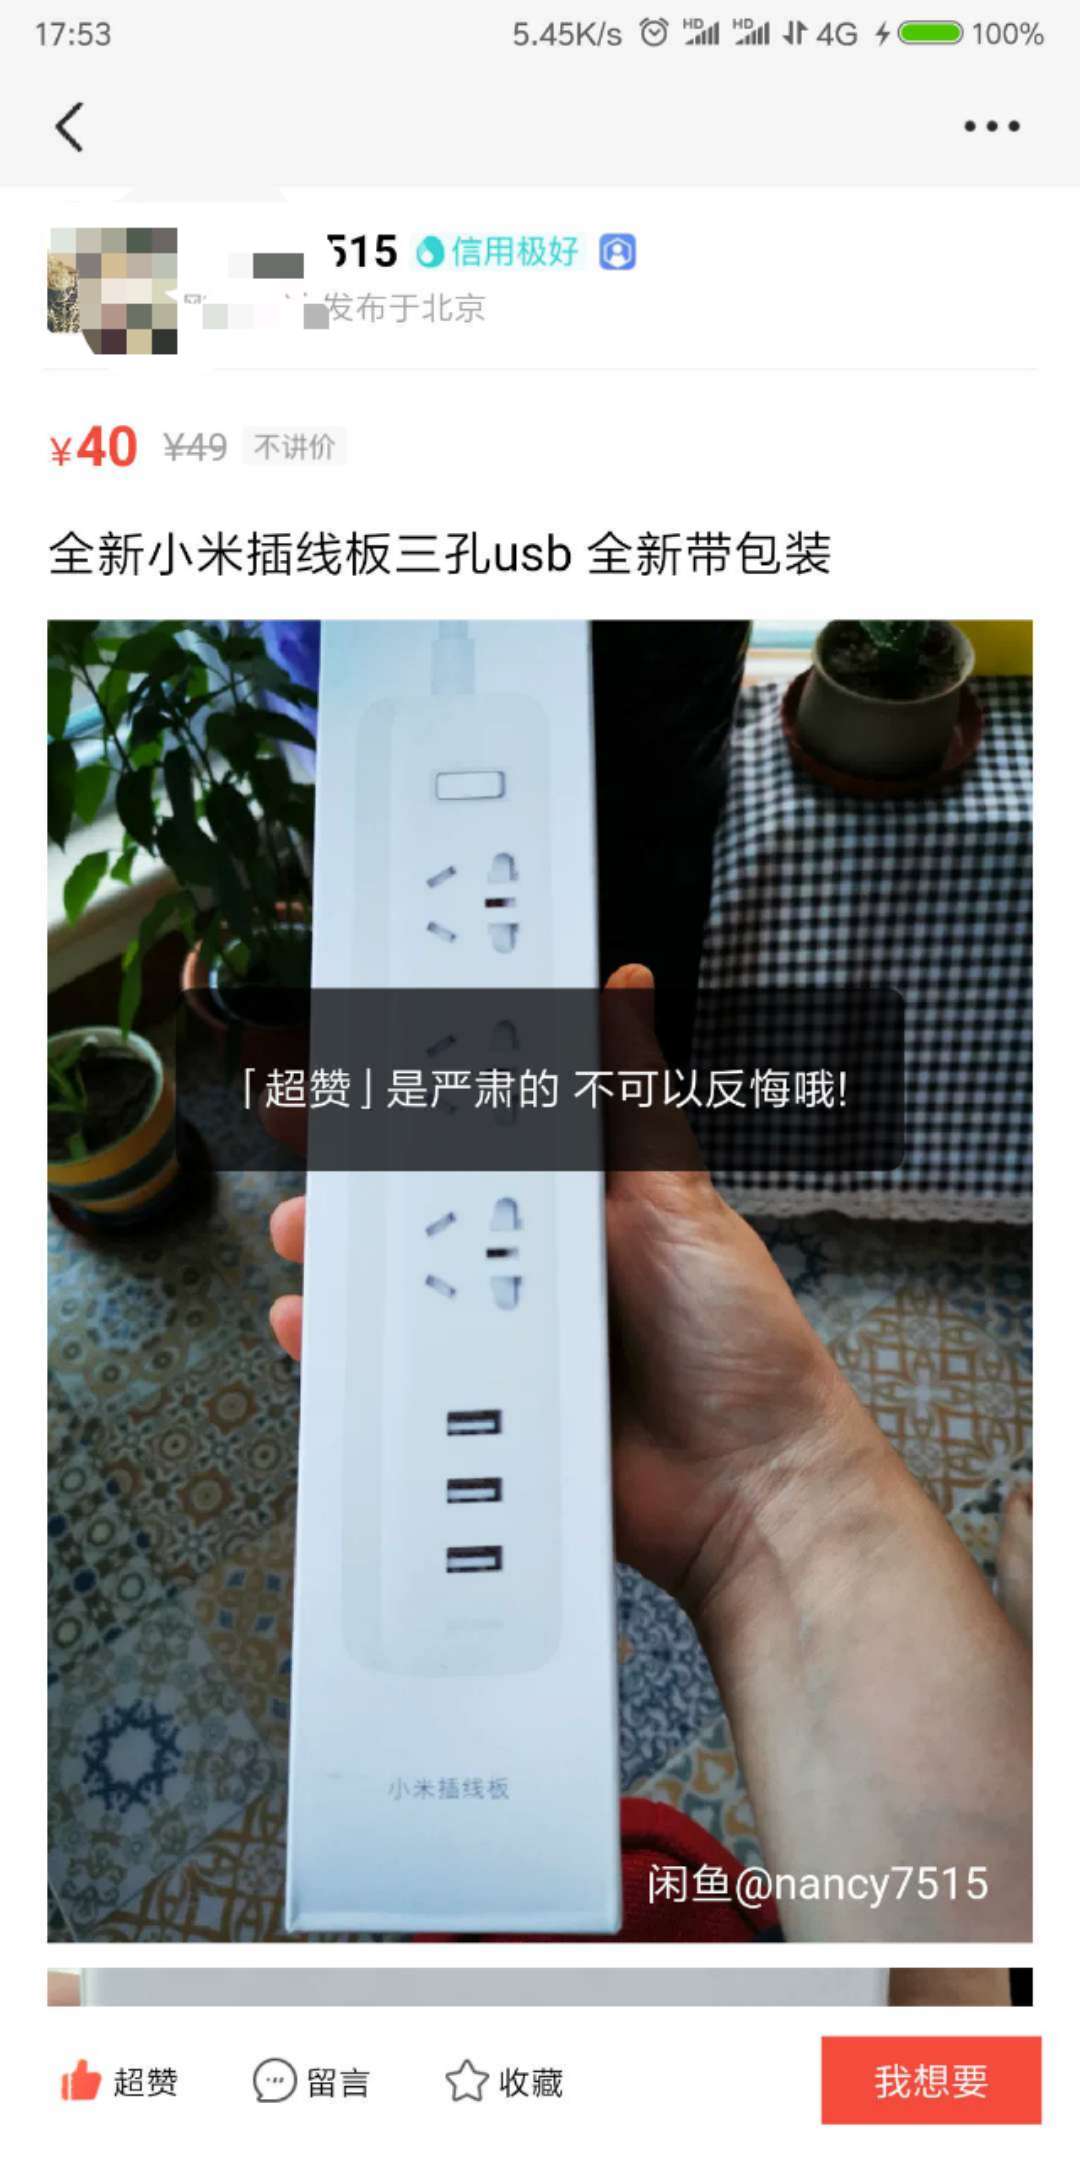 17:53
5.45K/s HD HD 4G 100%
515 信用极好
发布于北京
¥40 ¥49 不讲价
全新小米插线板三孔usb 全新带包装
「超赞」是严肃的 不可以反悔哦!
小米插线板
闲鱼@nancy7515
超赞 留言 收藏 我想要